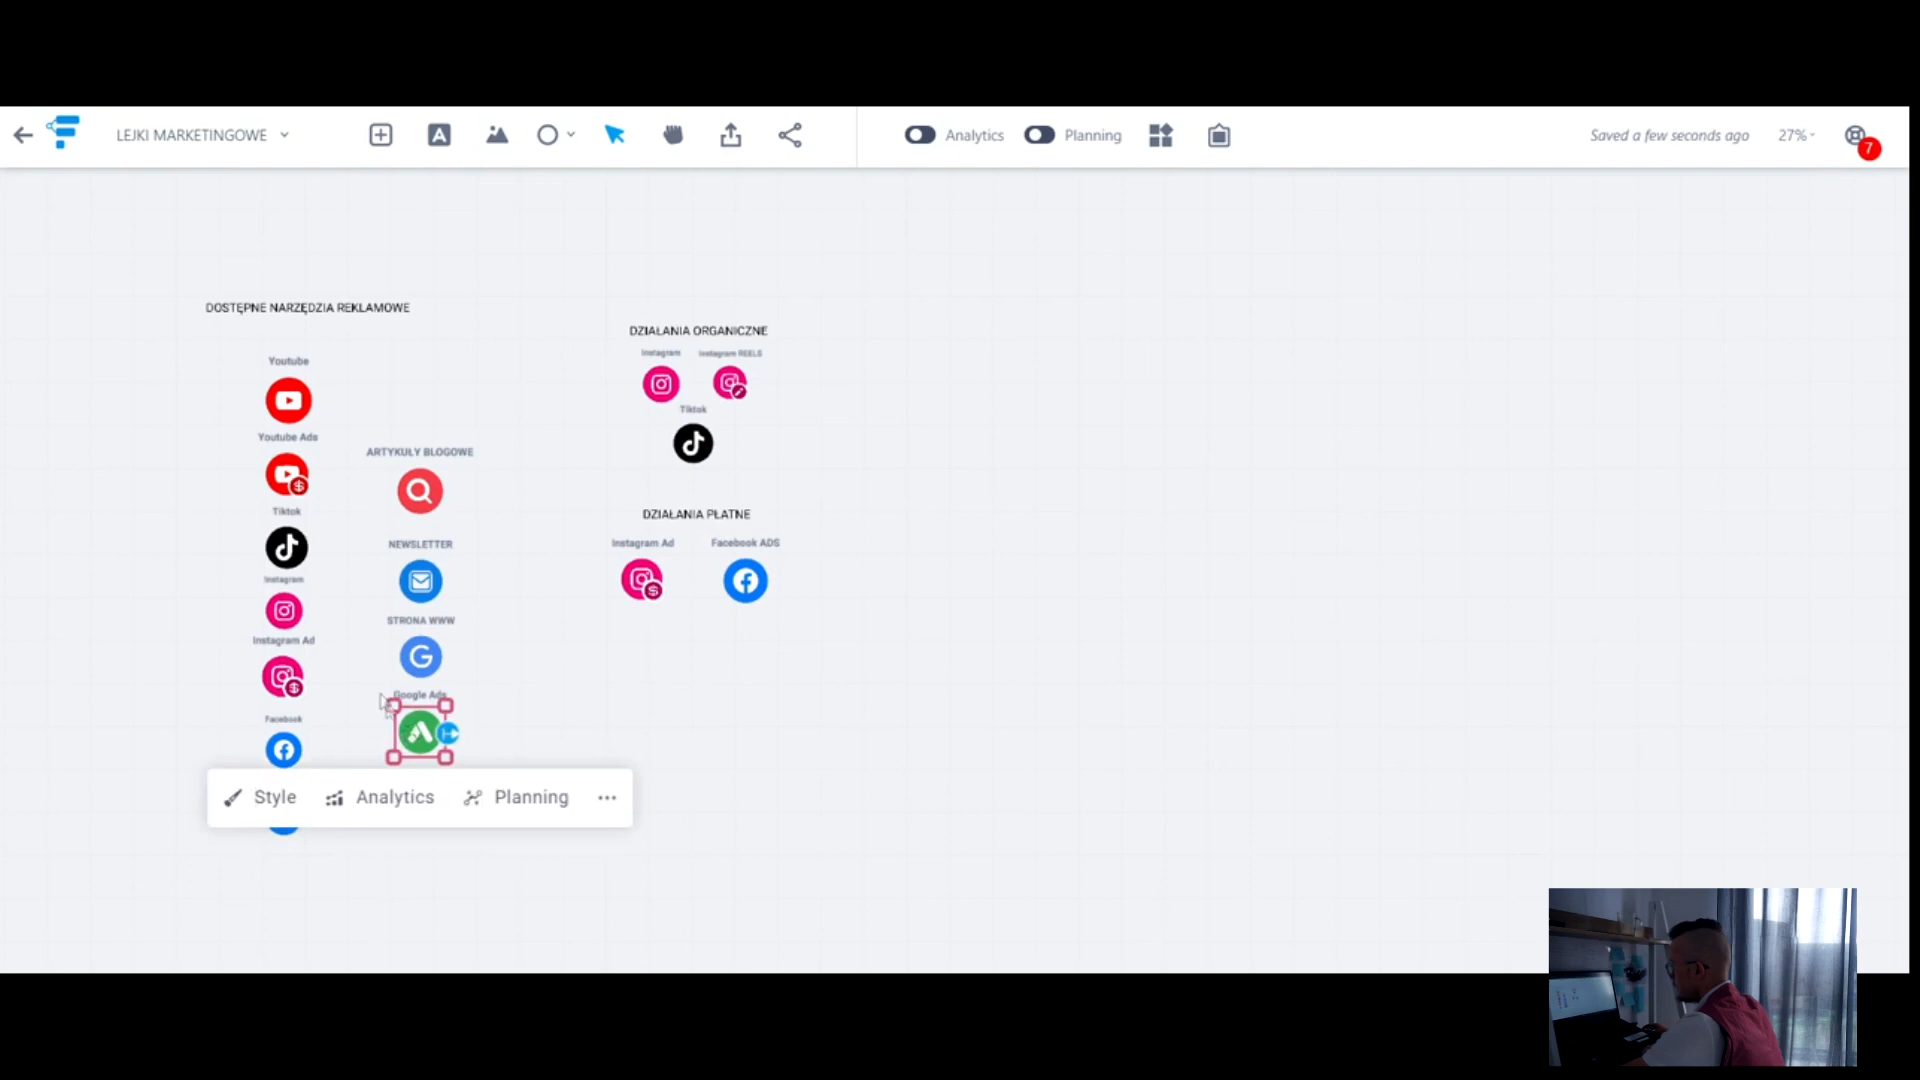 LEJKI MARKETINGOWE
Analytics
Planning
Saved a few seconds ago
27%
7
DOSTĘPNE NARZĘDZIA REKLAMOWE
Youtube
Youtube Ads
Tiktok
Instagram
Instagram Ad
Facebook
ARTYKUŁY BLOGOWE
NEWSLETTER
STRONA WWW
Google Ads
DZIAŁANIA ORGANICZNE
Instagram
Instagram REELS
Tiktok
DZIAŁANIA PŁATNE
Instagram Ad
Facebook ADS
Style
Analytics
Planning